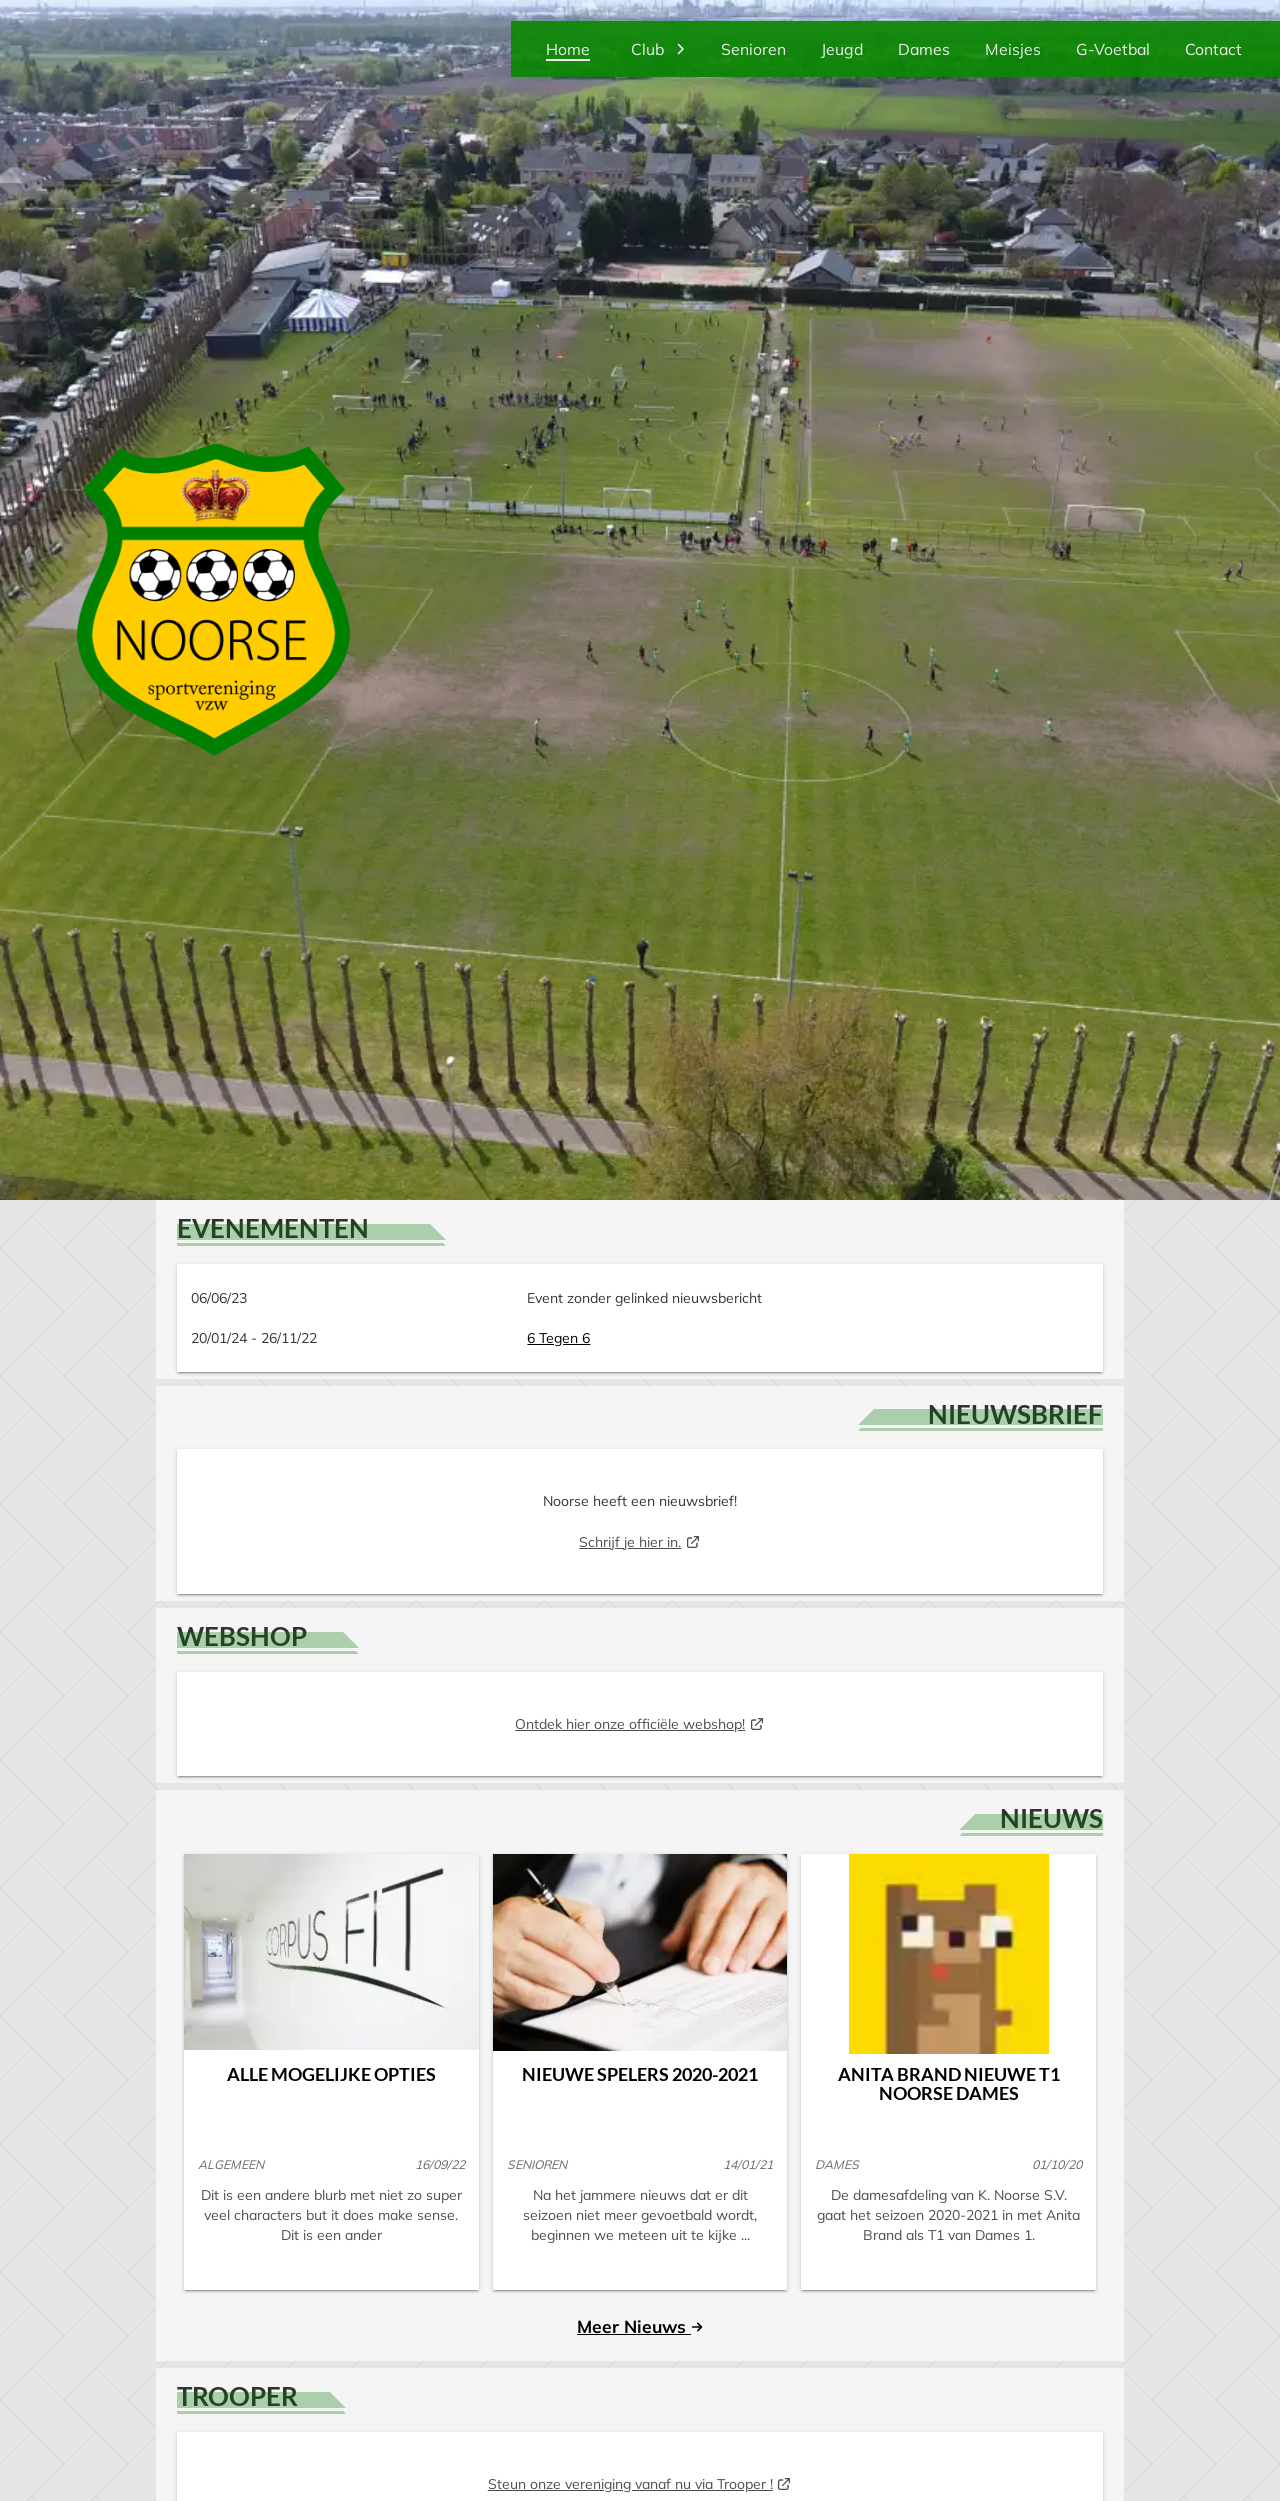 Home Club Senioren Jeugd Dames Meisjes G-Voetbal Contact
NOORSE
sportvereniging
vzw
EVENEMENTEN
06/06/23 Event zonder gelinked nieuwsbericht
20/01/24 - 26/11/22 6 Tegen 6
NIEUWSBRIEF
Noorse heeft een nieuwsbrief!
Schrijf je hier in.
WEBSHOP
Ontdek hier onze officiële webshop!
NIEUWS
CORPUS FIT
ALLE MOGELIJKE OPTIES
ALGEMEEN 16/09/22
Dit is een andere blurb met niet zo super
veel characters but it does make sense.
Dit is een ander
NIEUWE SPELERS 2020-2021
SENIOREN 14/01/21
Na het jammere nieuws dat er dit
seizoen niet meer gevoetbald wordt,
beginnen we meteen uit te kijke ...
ANITA BRAND NIEUWE T1
NOORSE DAMES
DAMES 01/10/20
De damesafdeling van K. Noorse S.V.
gaat het seizoen 2020-2021 in met Anita
Brand als T1 van Dames 1.
Meer Nieuws
TROOPER
Steun onze vereniging vanaf nu via Trooper !